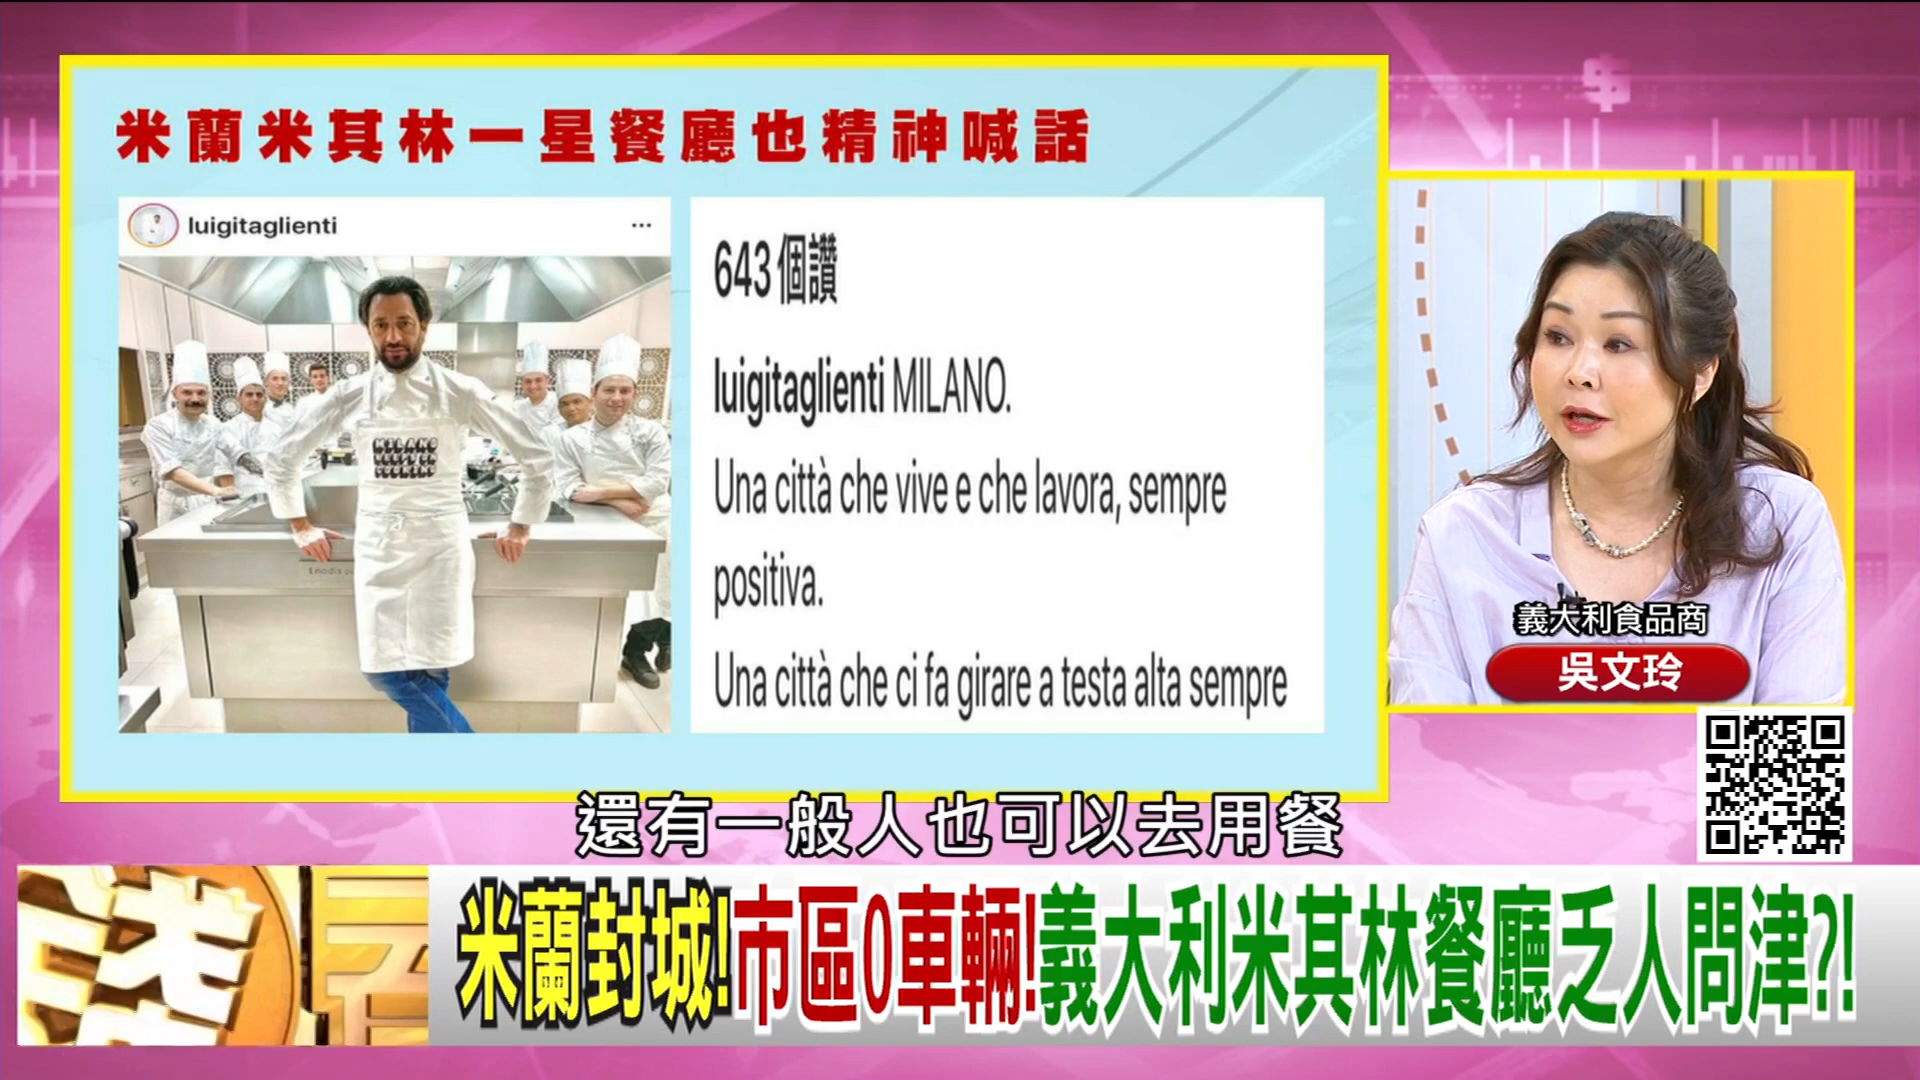 米蘭米其林一星餐廳也精神喊話
luigitaglienti
MILANO
KEEPS ON
COOKING
643個讚
luigitaglienti MILANO.
Una città che vive e che lavora, sempre
positiva.
Una città che ci fa girare a testa alta sempre
義大利食品商
吳文玲
還有一般人也可以去用餐
米蘭封城!市區0車輛!義大利米其林餐廳乏人問津?!